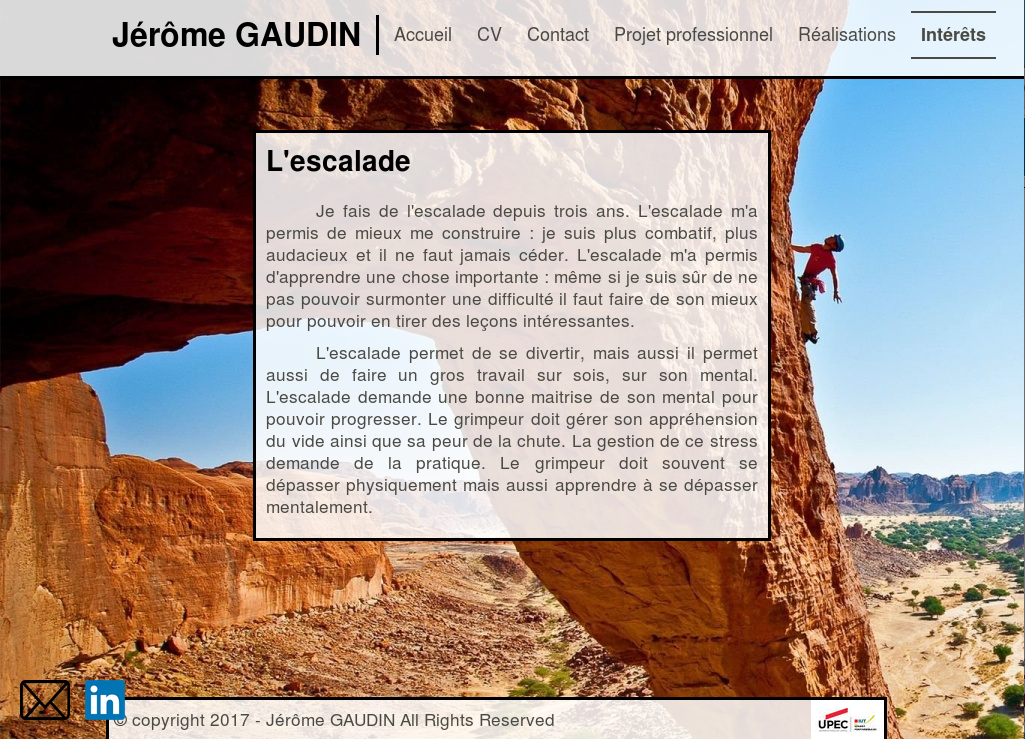 Jérôme GAUDIN
Accueil CV Contact Projet professionnel Réalisations Intérêts
L'escalade
Je fais de l'escalade depuis trois ans. L'escalade m'a
permis de mieux me construire : je suis plus combatif, plus
audacieux et il ne faut jamais céder. L'escalade m'a permis
d'apprendre une chose importante : même si je suis sûr de ne
pas pouvoir surmonter une difficulté il faut faire de son mieux
pour pouvoir en tirer des leçons intéressantes.
L'escalade permet de se divertir, mais aussi il permet
aussi de faire un gros travail sur sois, sur son mental.
L'escalade demande une bonne maitrise de son mental pour
pouvoir progresser. Le grimpeur doit gérer son appréhension
du vide ainsi que sa peur de la chute. La gestion de ce stress
demande de la pratique. Le grimpeur doit souvent se
dépasser physiquement mais aussi apprendre à se dépasser
mentalement.
in
© copyright 2017 - Jérôme GAUDIN All Rights Reserved
UPEC
IUT